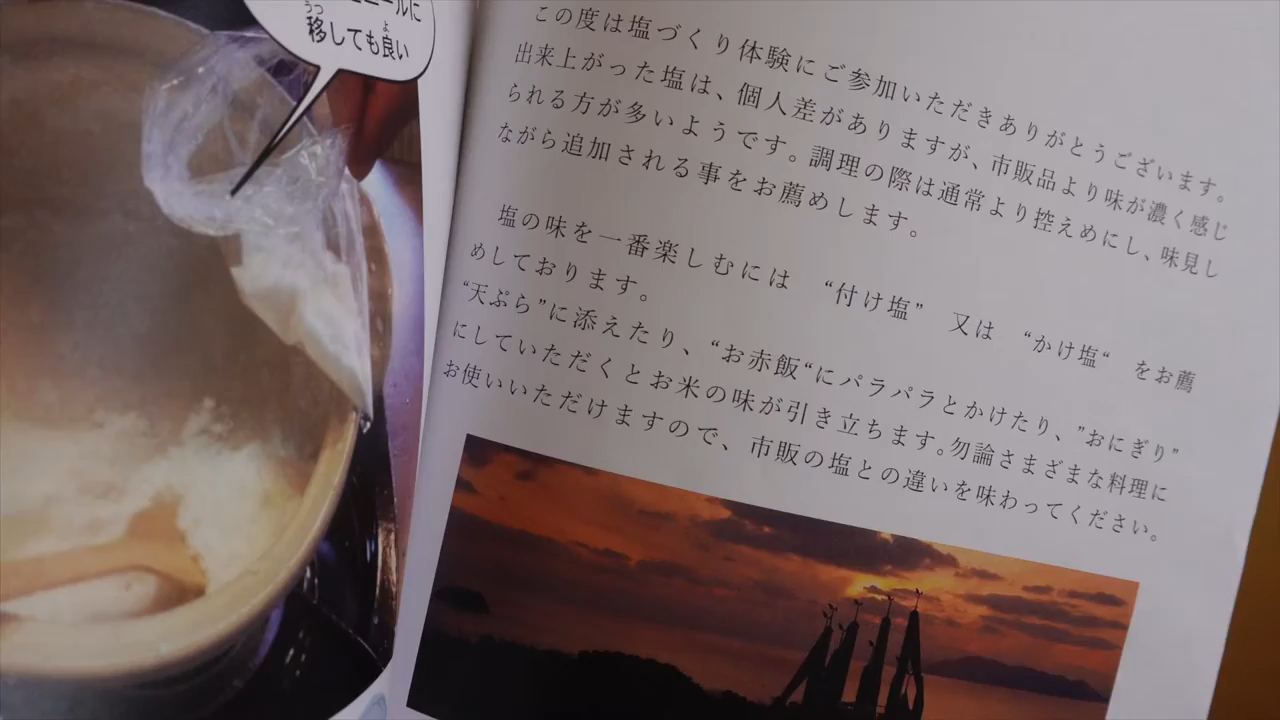 ールに
移しても良い
うつ
よ
この度は塩づくり体験にご参加いただきありがとうございます。
出来上がった塩は、個人差がありますが、市販品より味が濃く感じ
られる方が多いようです。調理の際は通常より控えめにし、味見し
ながら追加される事をお薦めします。
塩の味を一番楽しむには “付け塩” 又は “かけ塩“ をお薦
めしております。
“天ぷら”に添えたり、“お赤飯“にパラパラとかけたり、”おにぎり”
にしていただくとお米の味が引き立ちます。勿論さまざまな料理に
お使いいただけますので、市販の塩との違いを味わってください。